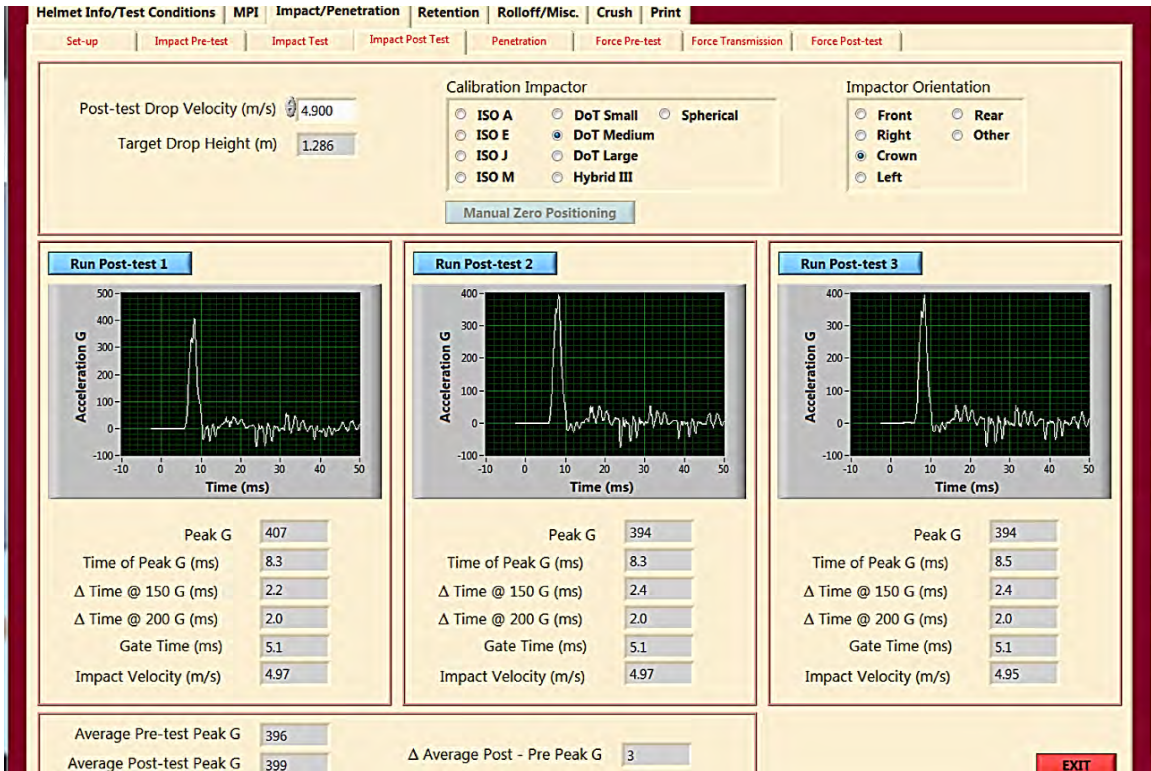 Helmet Info/Test Conditions MPI Impact/Penetration Retention Rolloff/Misc. Crush Print
Set-up Impact Pre-test Impact Test Impact Post Test Penetration Force Pre-test Force Transmission Force Post-test
Post-test Drop Velocity (m/s) 4.900
Target Drop Height (m) 1.286
Calibration Impactor
ISO A DoT Small Spherical
ISO E DoT Medium
ISO J DoT Large
ISO M Hybrid III
Manual Zero Positioning
Impactor Orientation
Front Rear
Right Other
Crown
Left
Run Post-test 1
Acceleration G
500
400
300
200
100
0
-100
-10 0 10 20 30 40 50
Time (ms)
Peak G 407
Time of Peak G (ms) 8.3
Δ Time @ 150 G (ms) 2.2
Δ Time @ 200 G (ms) 2.0
Gate Time (ms) 5.1
Impact Velocity (m/s) 4.97
Run Post-test 2
Acceleration G
400
300
200
100
0
-100
-10 0 10 20 30 40 50
Time (ms)
Peak G 394
Time of Peak G (ms) 8.3
Δ Time @ 150 G (ms) 2.4
Δ Time @ 200 G (ms) 2.0
Gate Time (ms) 5.1
Impact Velocity (m/s) 4.97
Run Post-test 3
Acceleration G
400
300
200
100
0
-100
-10 0 10 20 30 40 50
Time (ms)
Peak G 394
Time of Peak G (ms) 8.5
Δ Time @ 150 G (ms) 2.4
Δ Time @ 200 G (ms) 2.0
Gate Time (ms) 5.1
Impact Velocity (m/s) 4.95
Average Pre-test Peak G 396
Average Post-test Peak G 399
Δ Average Post - Pre Peak G 3
EXIT